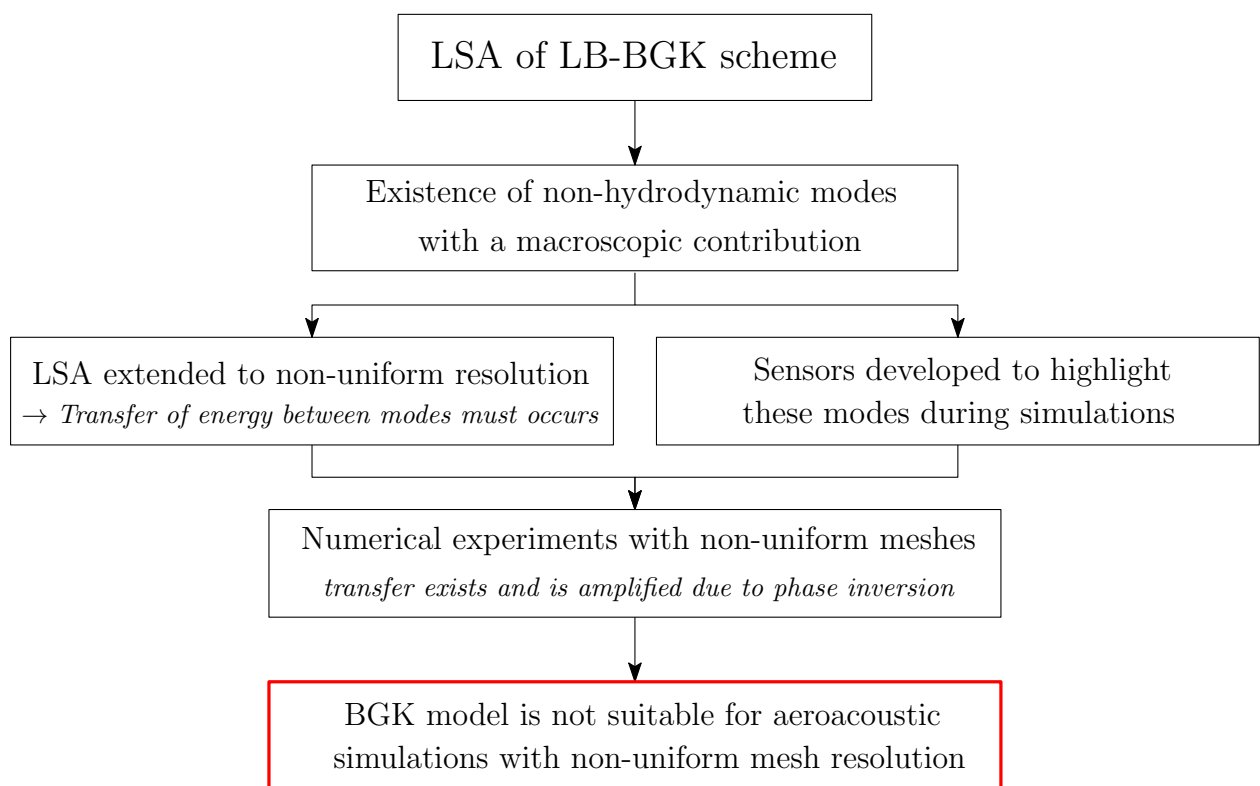 LSA of LB-BGK scheme
Existence of non-hydrodynamic modes
with a macroscopic contribution
LSA extended to non-uniform resolution
→ Transfer of energy between modes must occurs
Sensors developed to highlight
these modes during simulations
Numerical experiments with non-uniform meshes
transfer exists and is amplified due to phase inversion
BGK model is not suitable for aeroacoustic
simulations with non-uniform mesh resolution